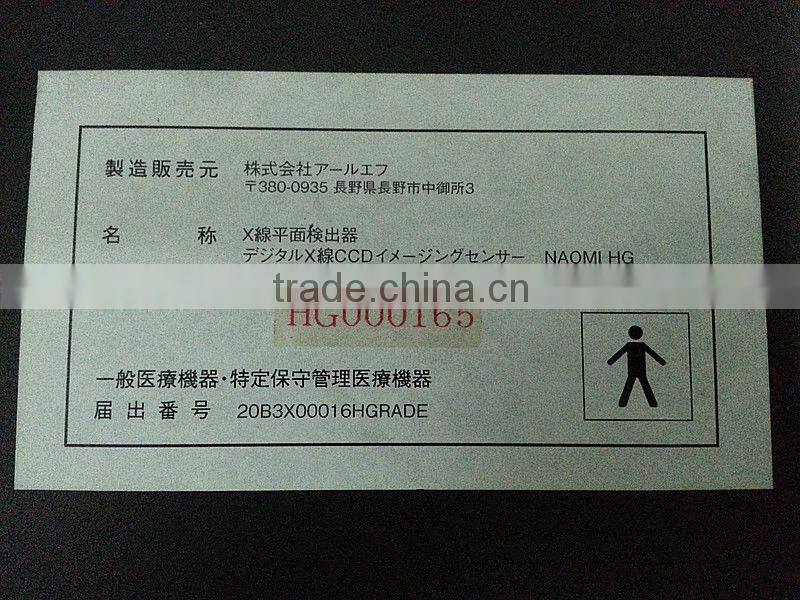 製造販売元 株式会社アールエフ
〒380-0935 長野県長野市中御所3
名 称 X線平面検出器
デジタルX線CCDイメージングセンサー NAOMI HG
trade.china.cn
HG000165
一般医療機器・特定保守管理医療機器
届出番号 20B3X00016HGRADE